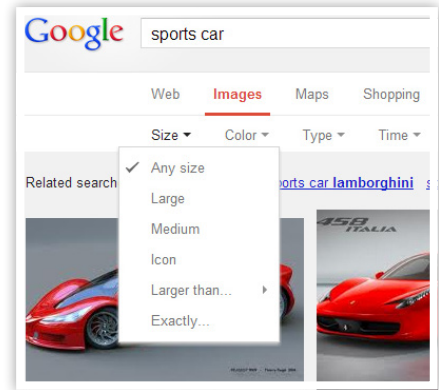 Google sports car
Web Images Maps Shopping
Size Color Type Time
Any size
Related search ports car lamborghini s
Large
Medium
Icon
Larger than...
Exactly...
458
ITALIA